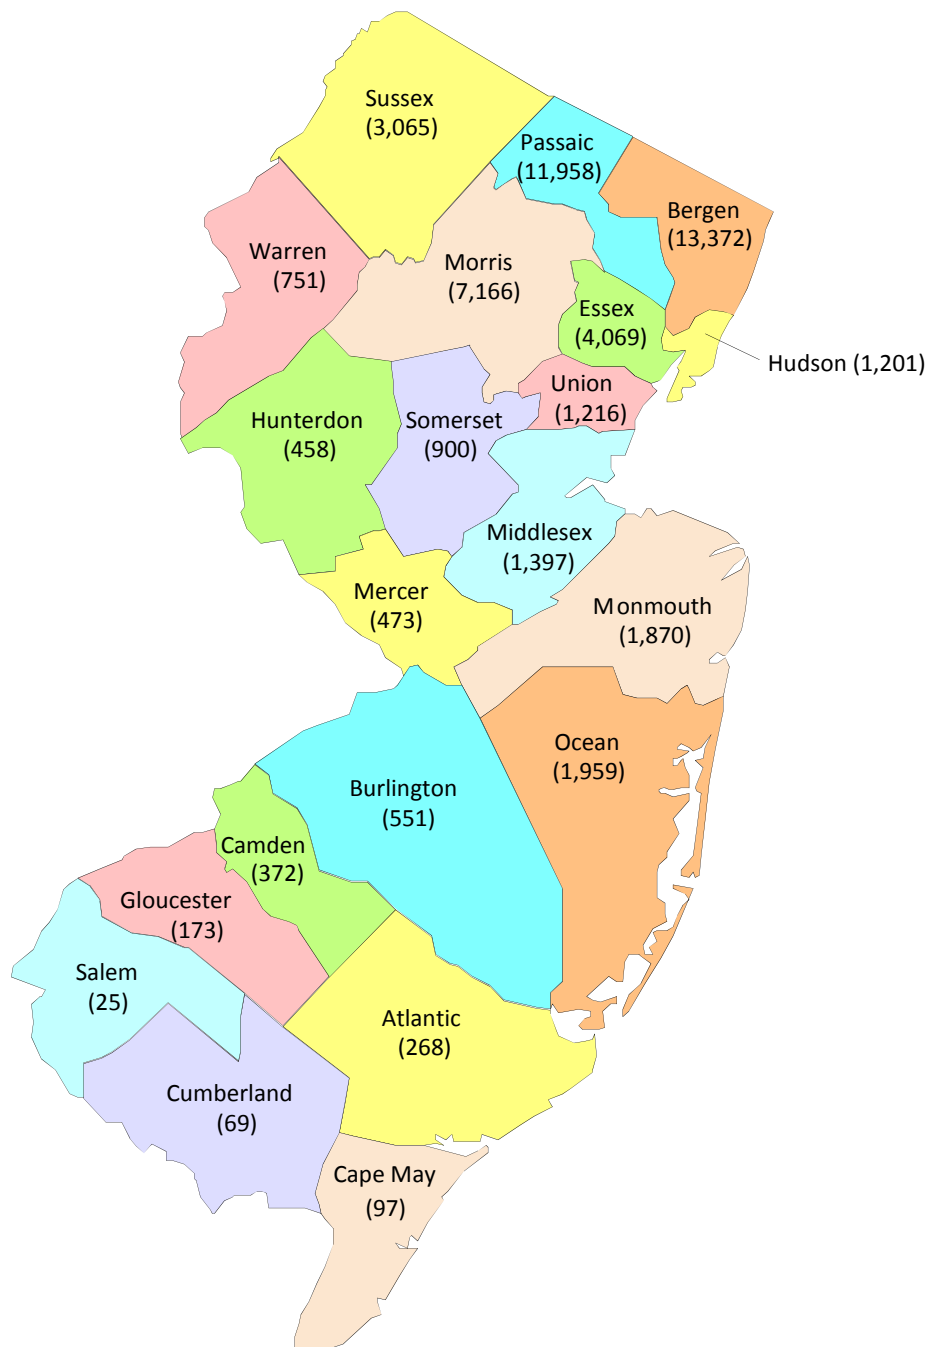 Sussex
(3,065)
Passaic
(11,958)
Bergen
(13,372)
Warren
(751)
Morris
(7,166)
Essex
(4,069)
Hudson (1,201)
Union
(1,216)
Hunterdon
(458)
Somerset
(900)
Middlesex
(1,397)
Mercer
(473)
Monmouth
(1,870)
Ocean
(1,959)
Burlington
(551)
Camden
(372)
Gloucester
(173)
Salem
(25)
Atlantic
(268)
Cumberland
(69)
Cape May
(97)